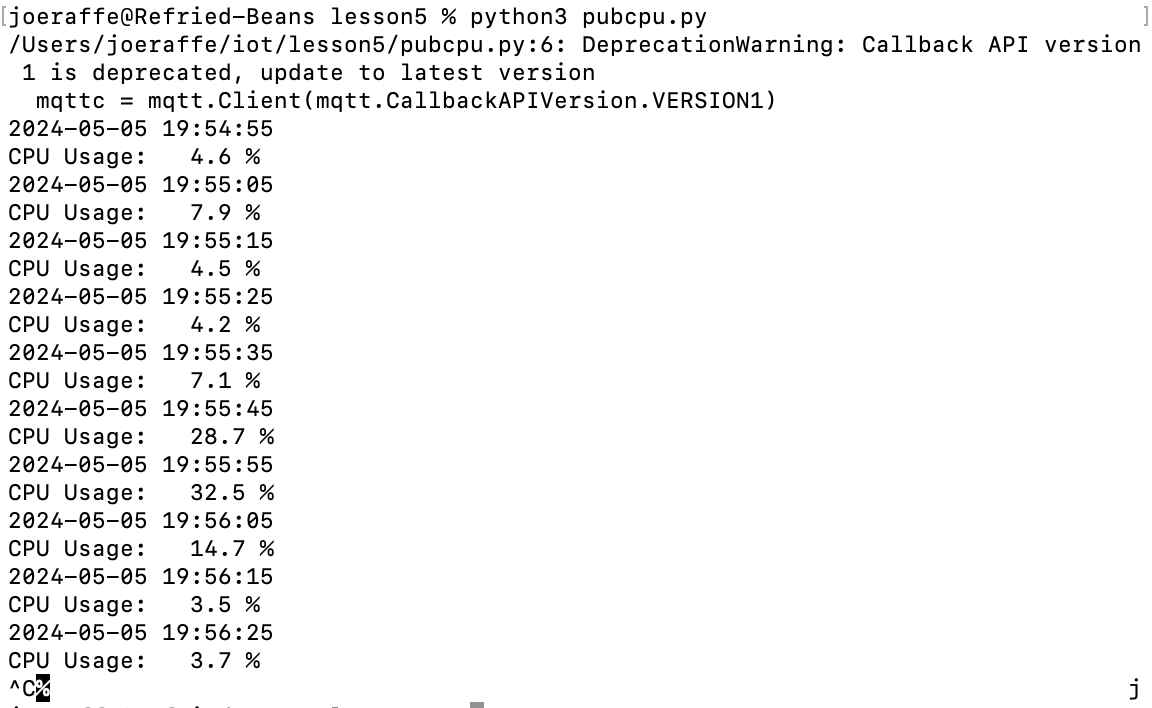 [joeraffe@Refried-Beans lesson5 % python3 pubcpu.py ]
/Users/joeraffe/iot/lesson5/pubcpu.py:6: DeprecationWarning: Callback API version
 1 is deprecated, update to latest version
  mqttc = mqtt.Client(mqtt.CallbackAPIVersion.VERSION1)
2024-05-05 19:54:55
CPU Usage:   4.6 %
2024-05-05 19:55:05
CPU Usage:   7.9 %
2024-05-05 19:55:15
CPU Usage:   4.5 %
2024-05-05 19:55:25
CPU Usage:   4.2 %
2024-05-05 19:55:35
CPU Usage:   7.1 %
2024-05-05 19:55:45
CPU Usage:   28.7 %
2024-05-05 19:55:55
CPU Usage:   32.5 %
2024-05-05 19:56:05
CPU Usage:   14.7 %
2024-05-05 19:56:15
CPU Usage:   3.5 %
2024-05-05 19:56:25
CPU Usage:   3.7 %
^C% j